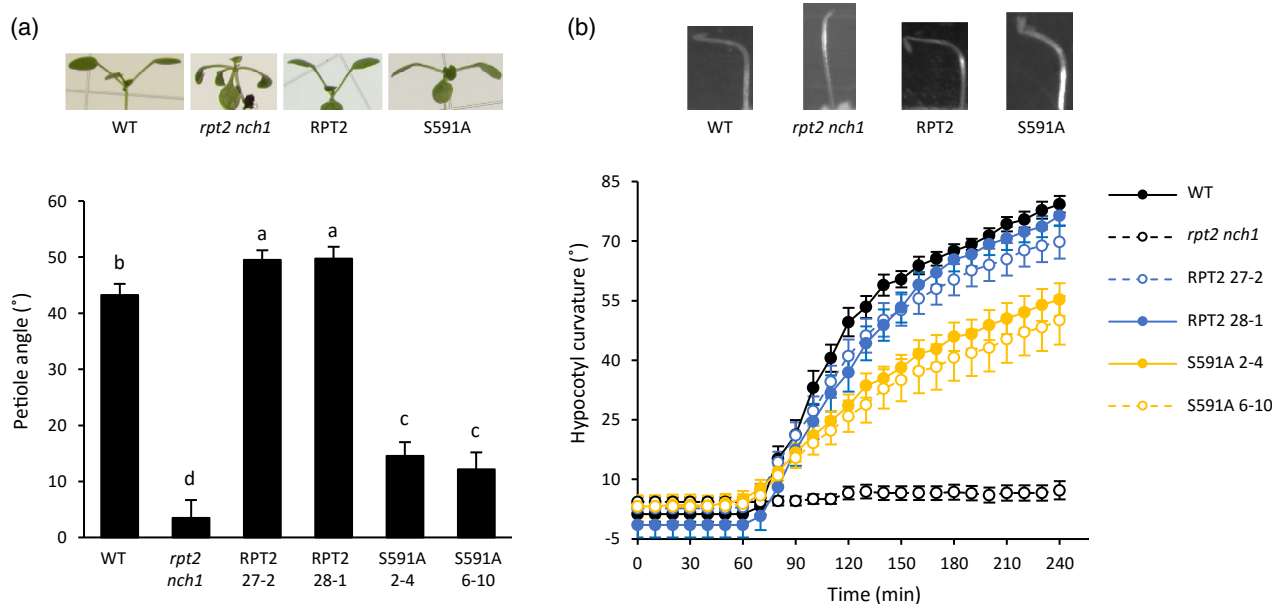 (a)
WT
rpt2 nch1
RPT2
S591A
Petiole angle (°)
60
50
40
30
20
10
0
b
d
a
a
c
c
WT
rpt2
nch1
RPT2
27-2
RPT2
28-1
S591A
2-4
S591A
6-10
(b)
WT
rpt2 nch1
RPT2
S591A
Hypocotyl curvature (°)
85
70
55
40
25
10
-5
0
30
60
90
120
150
180
210
240
Time (min)
WT
rpt2 nch1
RPT2 27-2
RPT2 28-1
S591A 2-4
S591A 6-10